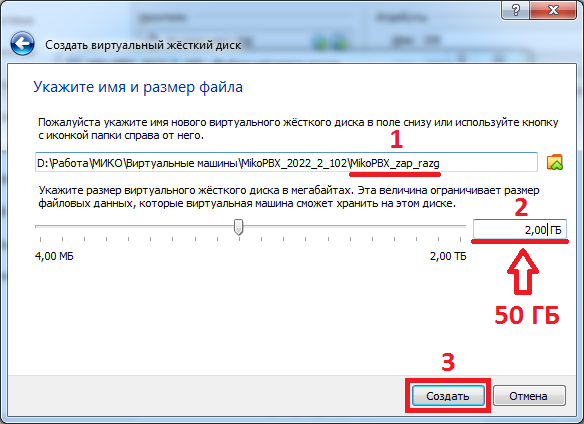 Создать виртуальный жёсткий диск
Укажите имя и размер файла
Пожалуйста укажите имя нового виртуального жёсткого диска в поле снизу или используйте кнопку
с иконкой папки справа от него.
1
D:\Работа\МИКО\Виртуальные машины\MikoPBX_2022_2_102\MikoPBX_zap_razg
Укажите размер виртуального жёсткого диска в мегабайтах. Эта величина ограничивает размер
файловых данных, которые виртуальная машина сможет хранить на этом диске.
2
2,00 ГБ
4,00 МБ
2,00 ТБ
50 ГБ
3
Создать
Отмена